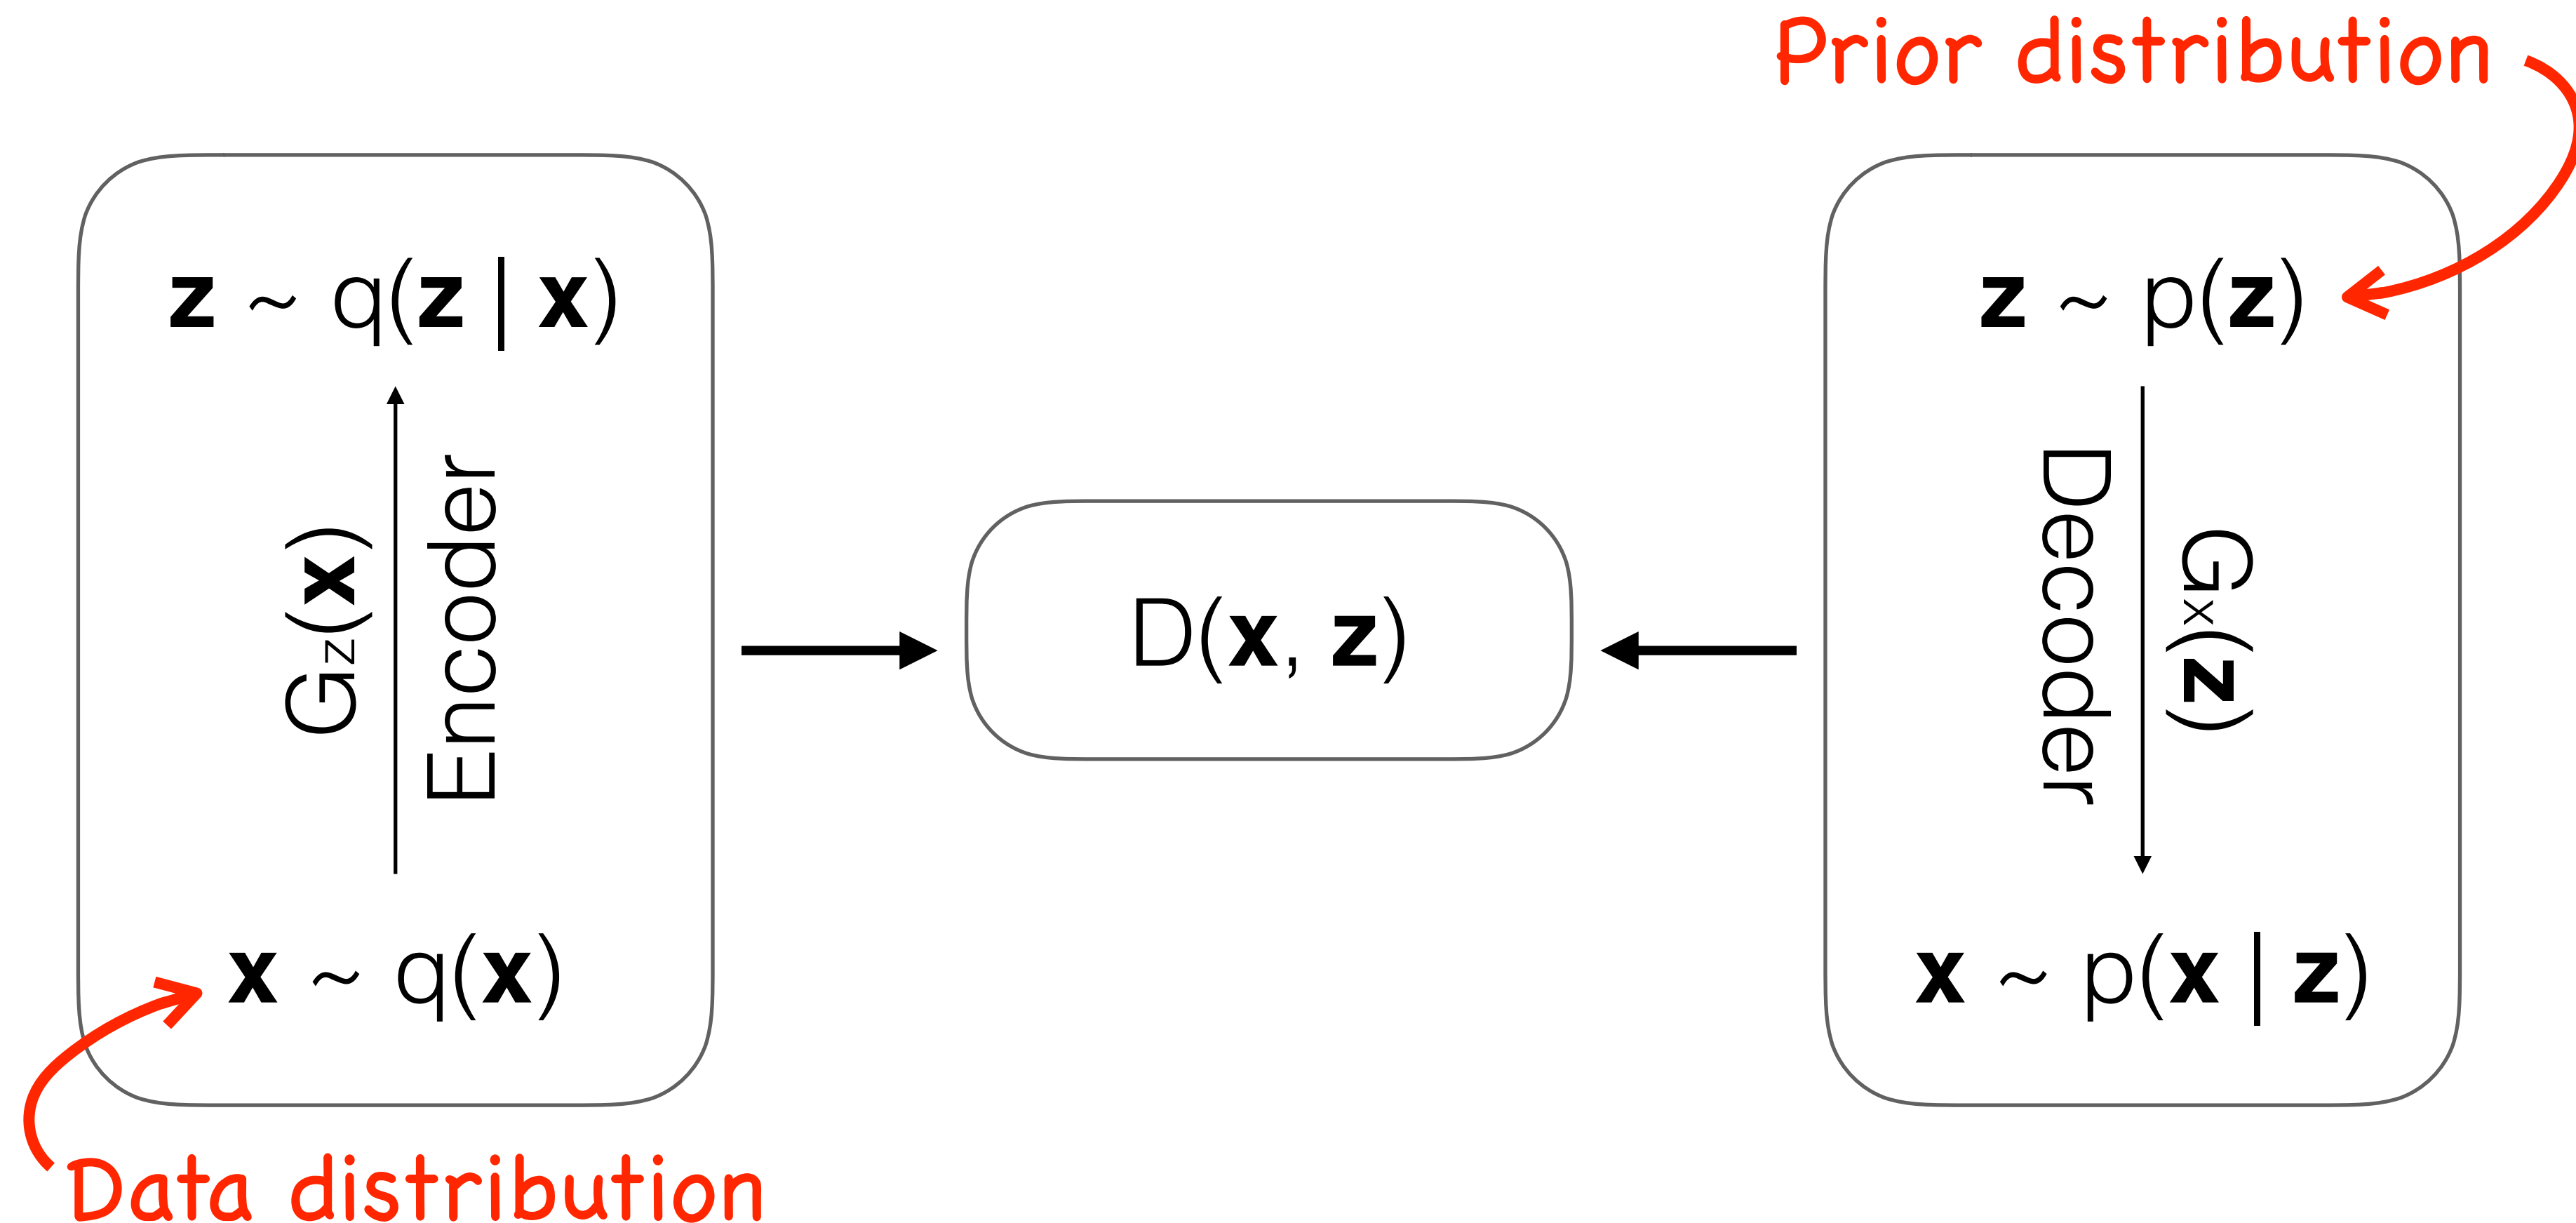 Prior distribution
z ~ q(z | x)
Gz(x)
Encoder
x ~ q(x)
Data distribution
D(x, z)
z ~ p(z)
Decoder
Gx(z)
x ~ p(x | z)